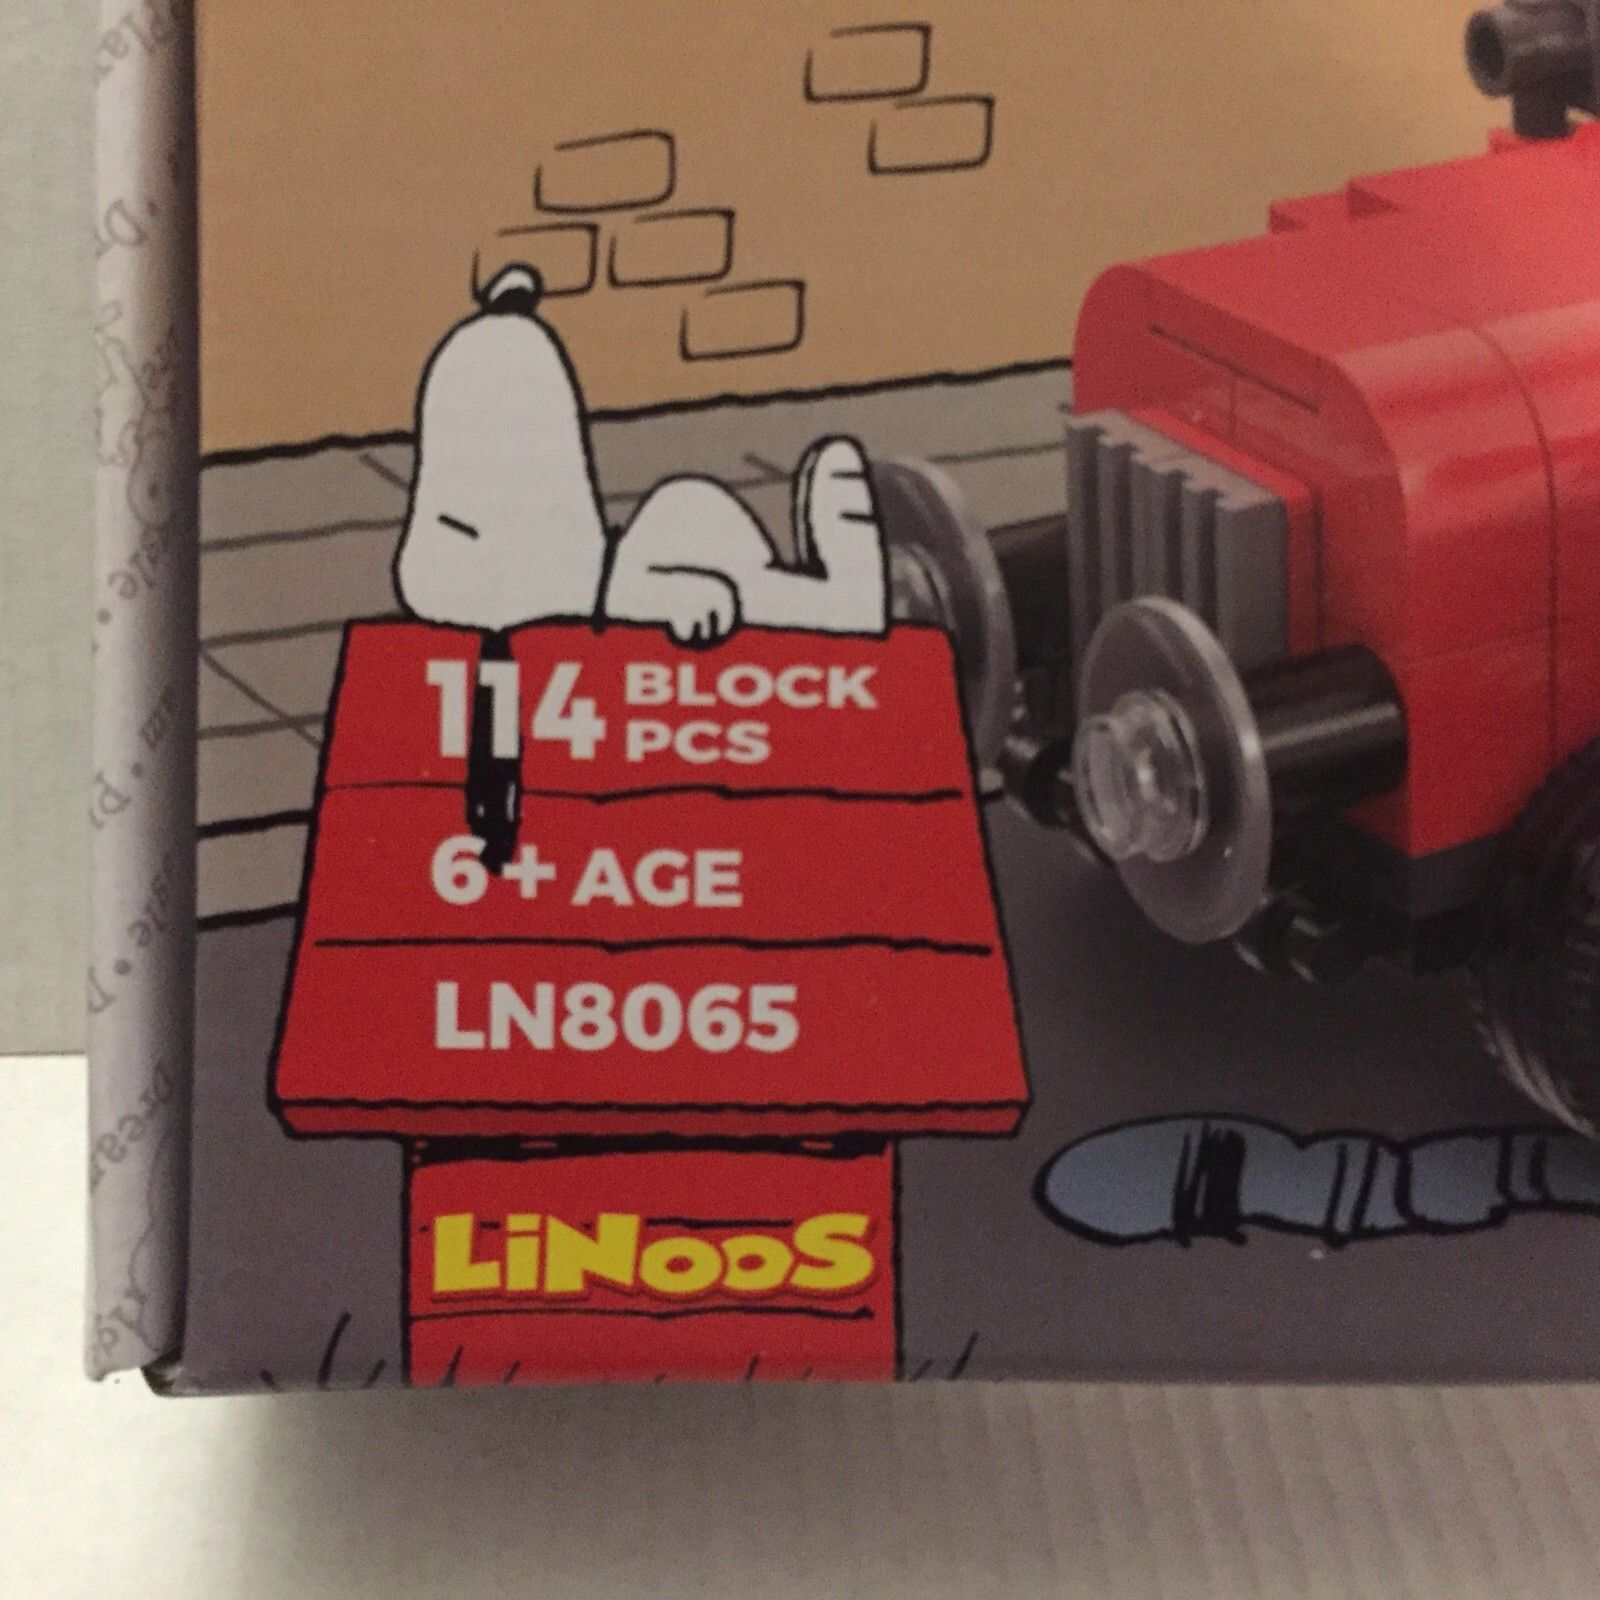 114 BLOCK
PCS
6+ AGE
LN8065
LiNooS